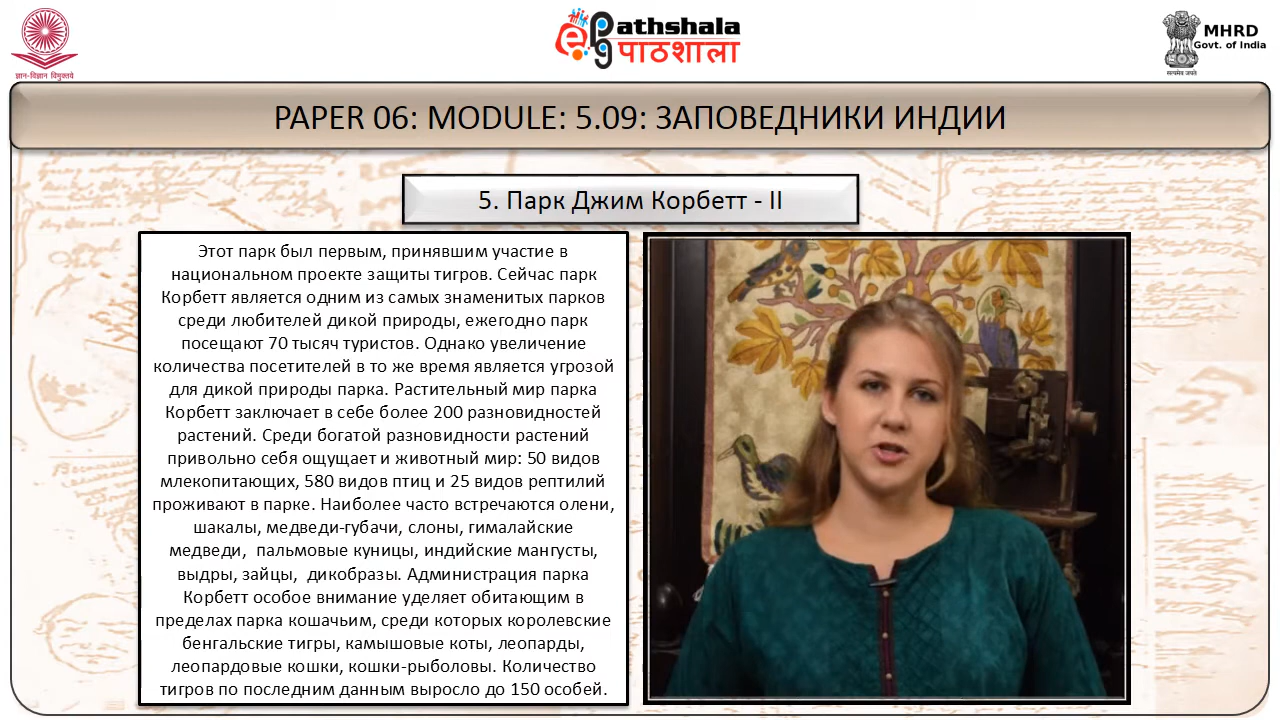 ज्ञान-विज्ञान विमुक्तये
ePathshala
पाठशाला
सत्यमेव जयते
MHRD
Govt. of India
PAPER 06: MODULE: 5.09: ЗАПОВЕДНИКИ ИНДИИ
5. Парк Джим Корбетт - II
Этот парк был первым, принявшим участие в
национальном проекте защиты тигров. Сейчас парк
Корбетт является одним из самых знаменитых парков
среди любителей дикой природы, ежегодно парк
посещают 70 тысяч туристов. Однако увеличение
количества посетителей в то же время является угрозой
для дикой природы парка. Растительный мир парка
Корбетт заключает в себе более 200 разновидностей
растений. Среди богатой разновидности растений
привольно себя ощущает и животный мир: 50 видов
млекопитающих, 580 видов птиц и 25 видов рептилий
проживают в парке. Наиболее часто встречаются олени,
шакалы, медведи-губачи, слоны, гималайские
медведи, пальмовые куницы, индийские мангусты,
выдры, зайцы, дикобразы. Администрация парка
Корбетт особое внимание уделяет обитающим в
пределах парка кошачьим, среди которых королевские
бенгальские тигры, камышовые коты, леопарды,
леопардовые кошки, кошки-рыболовы. Количество
тигров по последним данным выросло до 150 особей.